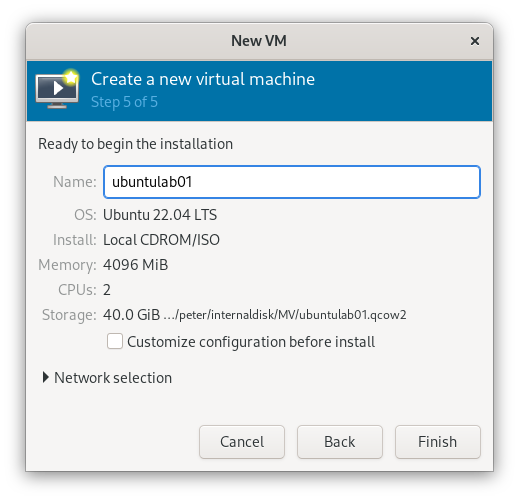 New VM
Create a new virtual machine
Step 5 of 5
Ready to begin the installation
Name: ubuntulab01
OS: Ubuntu 22.04 LTS
Install: Local CDROM/ISO
Memory: 4096 MiB
CPUs: 2
Storage: 40.0 GiB .../peter/internaldisk/MV/ubuntulab01.qcow2
Customize configuration before install
Network selection
Cancel Back Finish